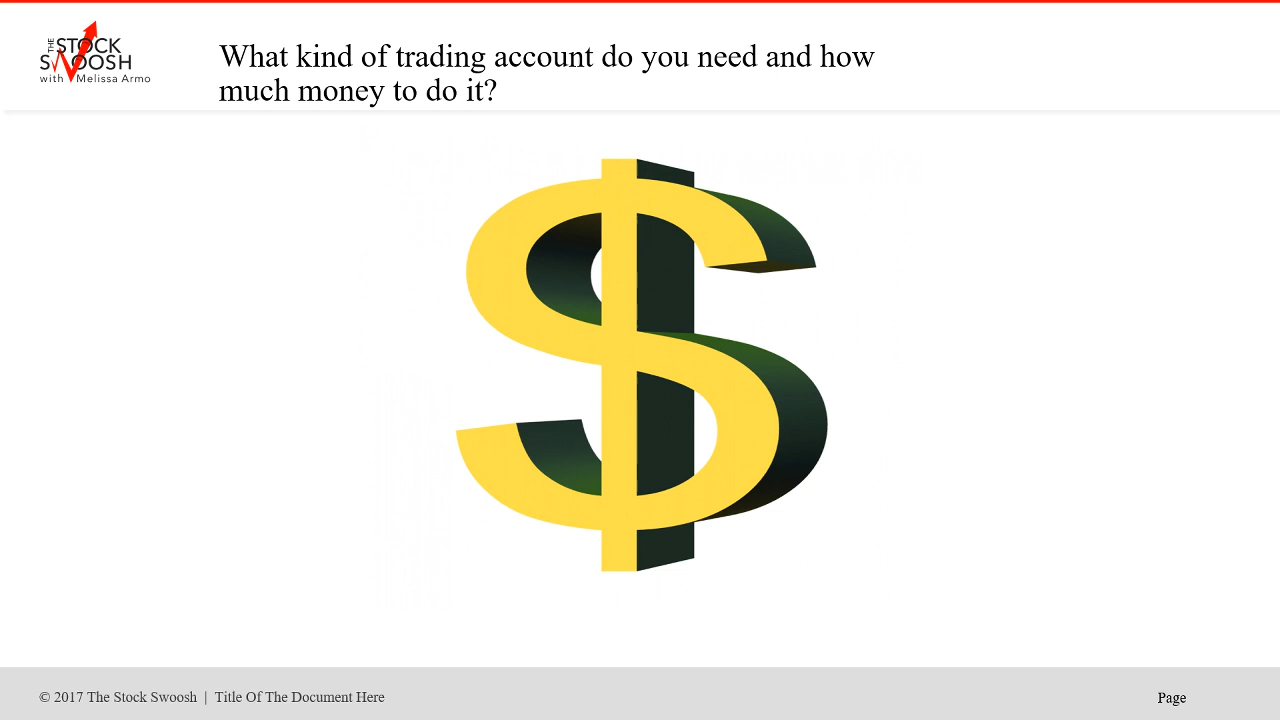 THE STOCK
SWOOSH
with Melissa Armo
What kind of trading account do you need and how
much money to do it?
© 2017 The Stock Swoosh | Title Of The Document Here
Page